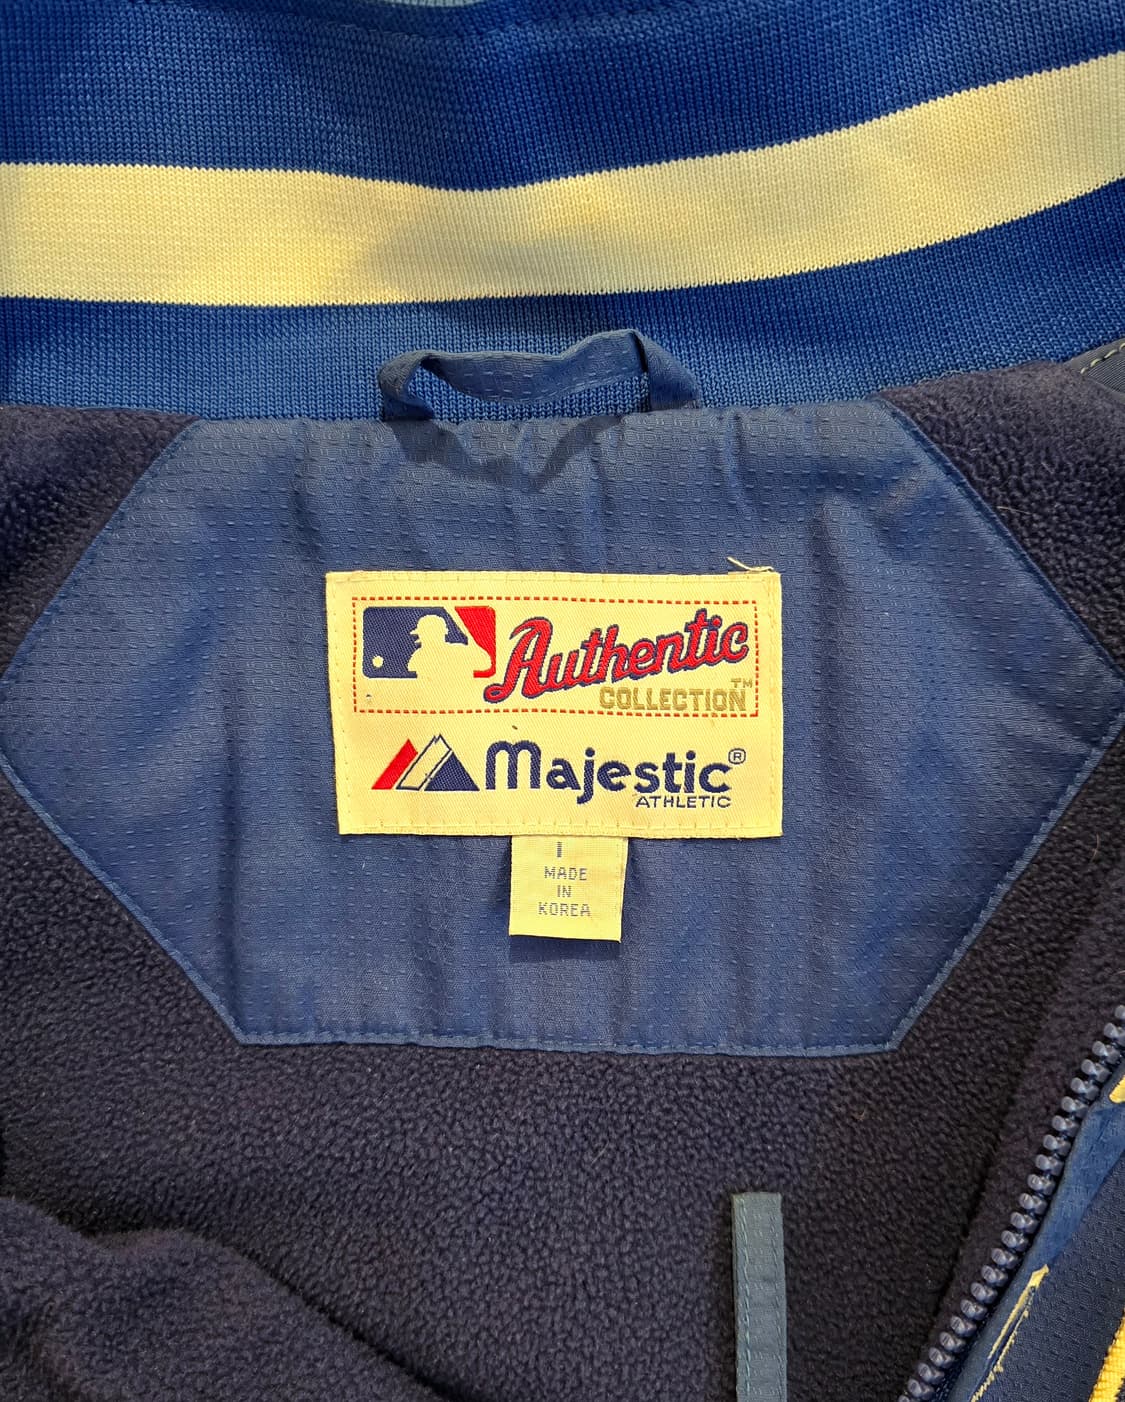 Authentic
COLLECTION™
Majestic®
ATHLETIC
MADE
IN
KOREA